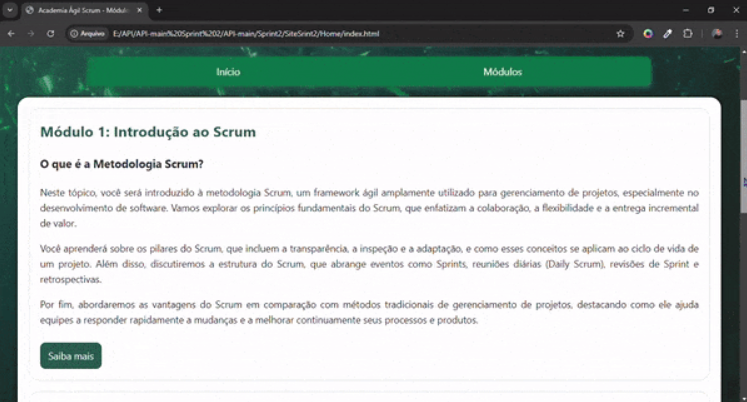 Academia Ágil Scrum - Módul
Arquivo E:/API/API-main%20Sprint%202/API-main/Sprint2/SiteSrint2/Home/index.html
Início Módulos
Módulo 1: Introdução ao Scrum
O que é a Metodologia Scrum?
Neste tópico, você será introduzido à metodologia Scrum, um framework ágil amplamente utilizado para gerenciamento de projetos, especialmente no
desenvolvimento de software. Vamos explorar os princípios fundamentais do Scrum, que enfatizam a colaboração, a flexibilidade e a entrega incremental
de valor.
Você aprenderá sobre os pilares do Scrum, que incluem a transparência, a inspeção e a adaptação, e como esses conceitos se aplicam ao ciclo de vida de
um projeto. Além disso, discutiremos a estrutura do Scrum, que abrange eventos como Sprints, reuniões diárias (Daily Scrum), revisões de Sprint e
retrospectivas.
Por fim, abordaremos as vantagens do Scrum em comparação com métodos tradicionais de gerenciamento de projetos, destacando como ele ajuda
equipes a responder rapidamente a mudanças e a melhorar continuamente seus processos e produtos.
Saiba mais